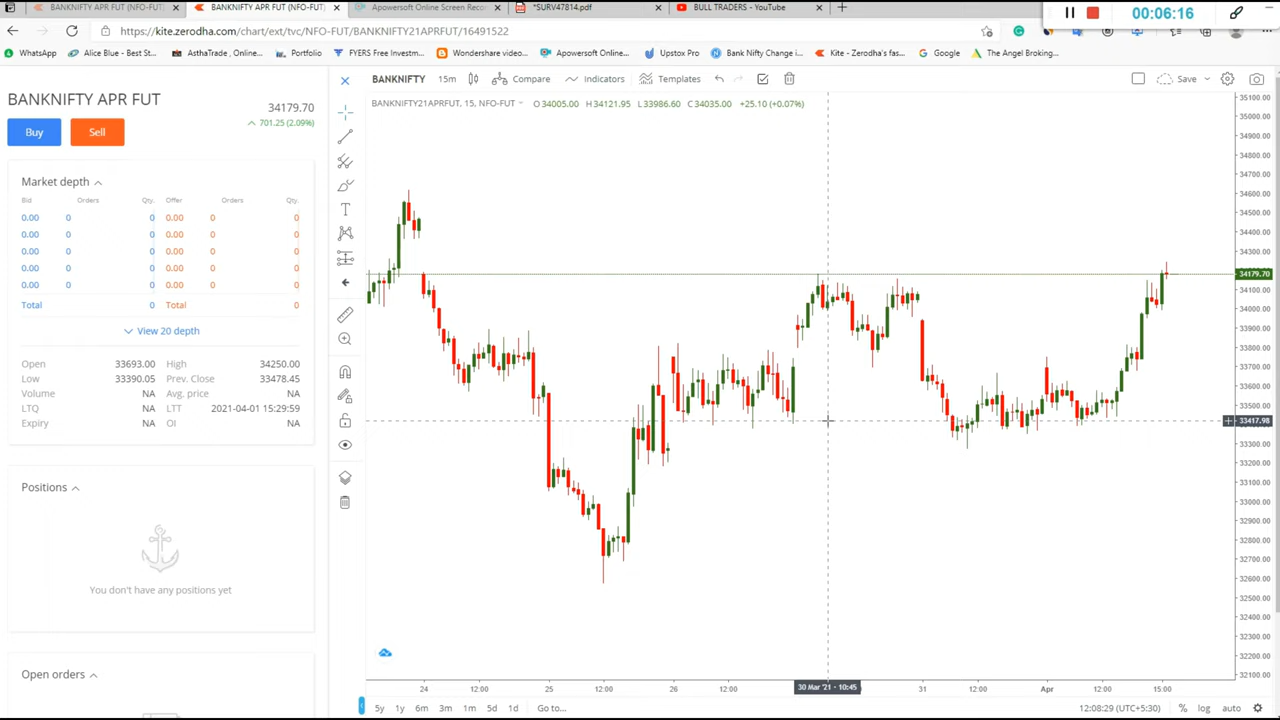 BANKNIFTY APR FUT (NFO-FUT)
BANKNIFTY APR FUT (NFO-FUT)
Apowersoft Online Screen Reco
*SURV47814.pdf
BULL TRADERS - YouTube
00:06:16
https://kite.zerodha.com/chart/ext/tvc/NFO-FUT/BANKNIFTY21APRFUT/16491522
WhatsApp
Alice Blue - Best St...
AsthaTrade , Online...
Portfolio
FYERS Free Investm...
Wondershare video...
Apowersoft Online...
Upstox Pro
Bank Nifty Change i...
Kite - Zerodha's fas...
Google
The Angel Broking...
BANKNIFTY
15m
Compare
Indicators
Templates
Save
BANKNIFTY APR FUT
34179.70
701.25 (2.09%)
Buy
Sell
BANKNIFTY21APRFUT, 15, NFO-FUT
O34005.00 H34121.95 L33986.60 C34035.00 +25.10 (+0.07%)
Market depth
Bid Orders Qty. Offer Orders Qty.
0.00 0 0 0.00 0 0
0.00 0 0 0.00 0 0
0.00 0 0 0.00 0 0
0.00 0 0 0.00 0 0
0.00 0 0 0.00 0 0
Total 0 Total 0
View 20 depth
Open 33693.00 High 34250.00
Low 33390.05 Prev. Close 33478.45
Volume NA Avg. price NA
LTQ NA LTT 2021-04-01 15:29:59
Expiry NA OI NA
Positions
You don't have any positions yet
Open orders
35100.00
35000.00
34900.00
34800.00
34700.00
34600.00
34500.00
34400.00
34300.00
34179.70
34100.00
34000.00
33900.00
33800.00
33700.00
33600.00
33500.00
33417.98
33300.00
33200.00
33100.00
33000.00
32900.00
32800.00
32700.00
32600.00
32500.00
32400.00
32300.00
32200.00
32100.00
24 12:00 25 12:00 26 12:00 30 Mar '21 - 10:45 31 12:00 Apr 12:00 15:00
5y 1y 6m 3m 1m 5d 1d Go to...
12:08:29 (UTC+5:30) % log auto